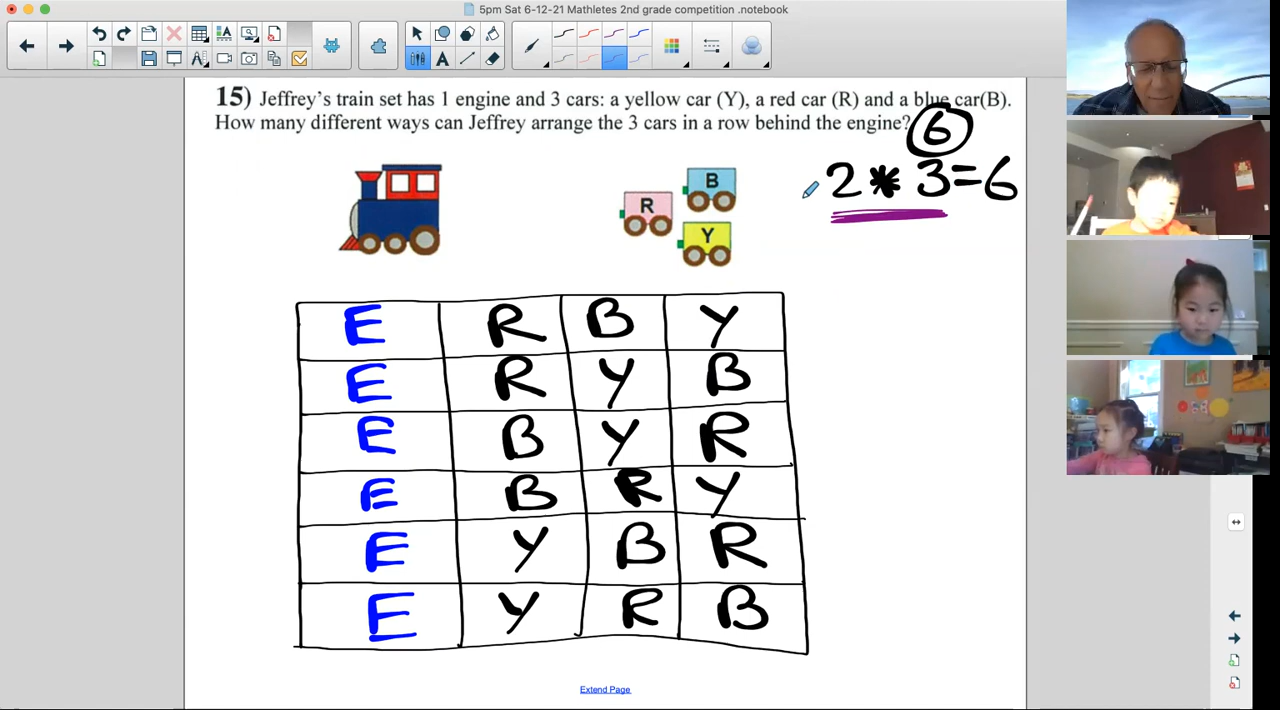 5pm Sat 6-12-21 Mathletes 2nd grade competition .notebook
15) Jeffrey's train set has 1 engine and 3 cars: a yellow car (Y), a red car (R) and a blue car(B).
How many different ways can Jeffrey arrange the 3 cars in a row behind the engine? 6
2 * 3 = 6
B
R
Y
E R B Y
E R Y B
E B Y R
E B R Y
E Y B R
E Y R B
Extend Page